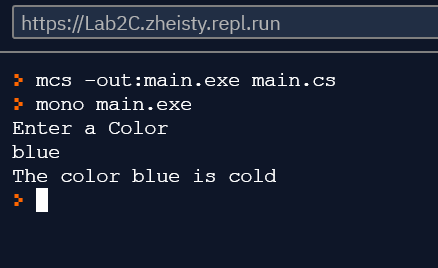 https://Lab2C.zheisty.repl.run
> mcs -out:main.exe main.cs
> mono main.exe
Enter a Color
blue
The color blue is cold
>